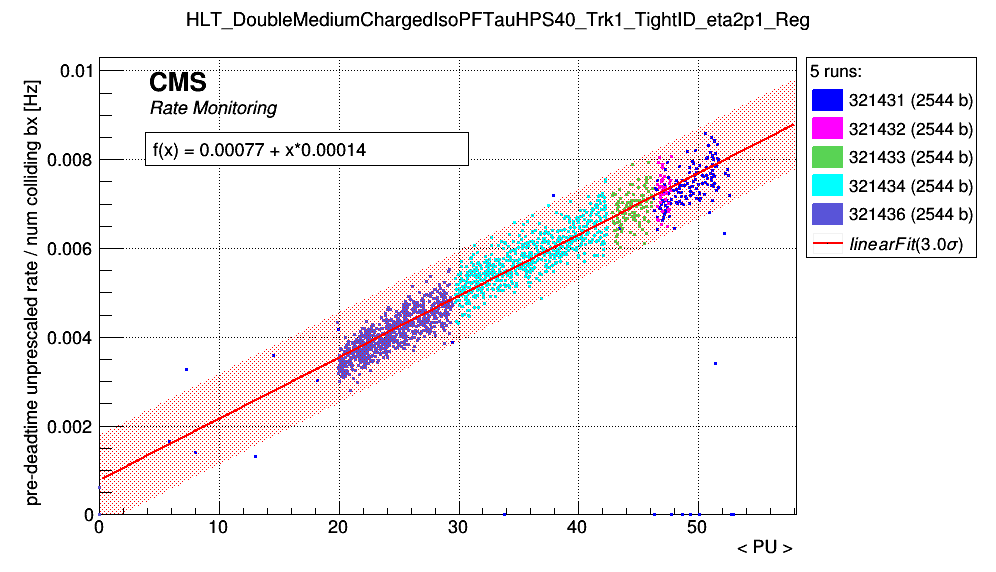 HLT_DoubleMediumChargedIsoPFTauHPS40_Trk1_TightID_eta2p1_Reg
pre-deadtime unprescaled rate / num colliding bx [Hz]
0.01
0.008
0.006
0.004
0.002
0
CMS
Rate Monitoring
f(x) = 0.00077 + x*0.00014
0
10
20
30
40
50
< PU >
5 runs:
321431 (2544 b)
321432 (2544 b)
321433 (2544 b)
321434 (2544 b)
321436 (2544 b)
linearFit(3.0σ)